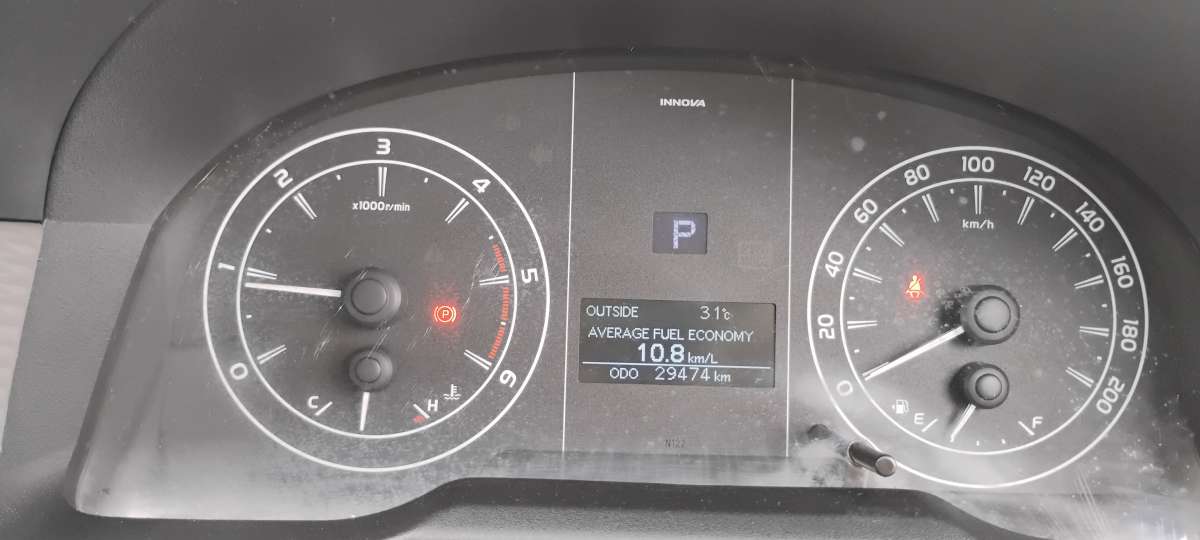 INNOVA
0
1
2
3
4
5
6
x1000r/min
P
C
H
P
OUTSIDE 31°C
AVERAGE FUEL ECONOMY
10.8 km/L
ODO 29474 km
N122
0
20
40
60
80
100
120
140
160
180
200
km/h
E
F